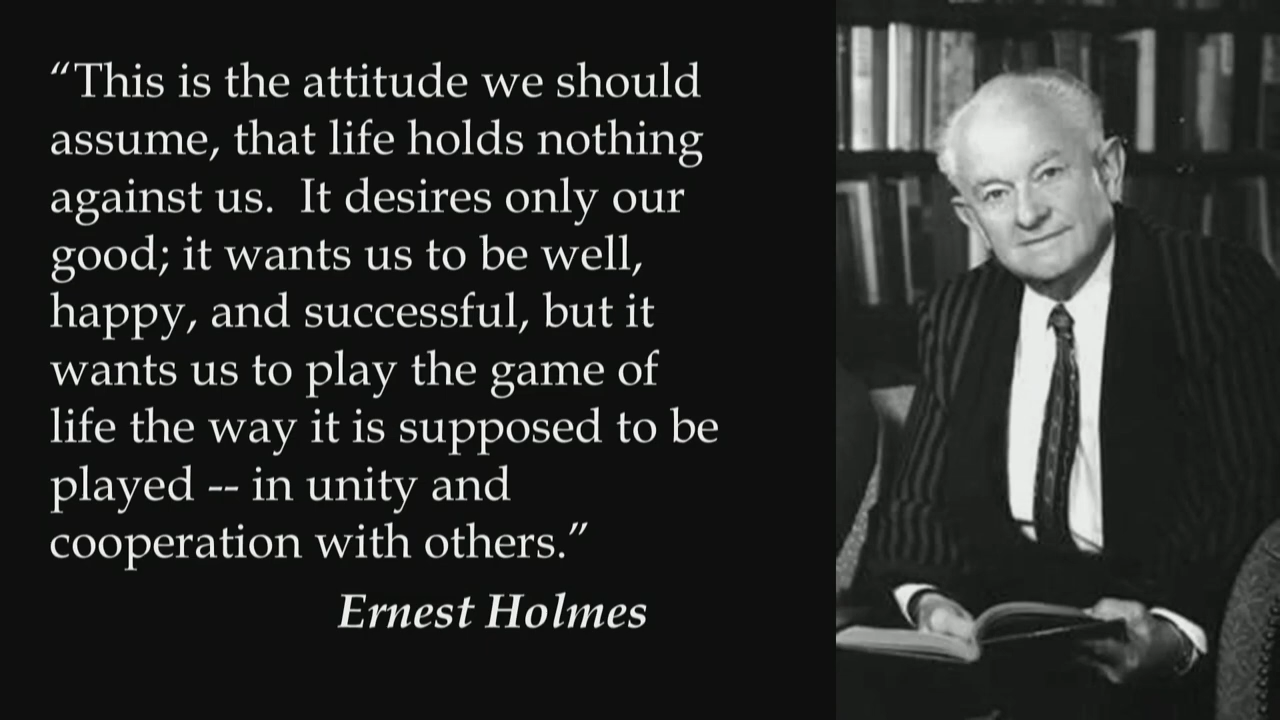 “This is the attitude we should
assume, that life holds nothing
against us.  It desires only our
good; it wants us to be well,
happy, and successful, but it
wants us to play the game of
life the way it is supposed to be
played -- in unity and
cooperation with others.”
Ernest Holmes